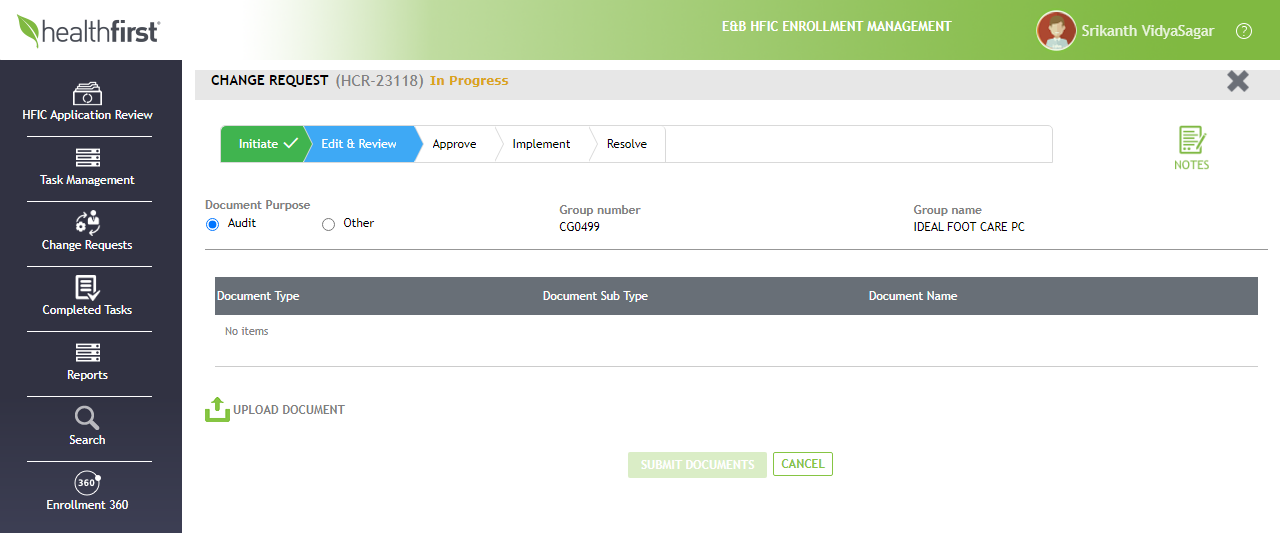 healthfirst
E&B HFIC ENROLLMENT MANAGEMENT
Srikanth VidyaSagar
?
HFIC Application Review
Task Management
Change Requests
Completed Tasks
Reports
Search
360°
Enrollment 360
CHANGE REQUEST (HCR-23118) In Progress
Initiate
Edit & Review
Approve
Implement
Resolve
NOTES
Document Purpose
Audit
Other
Group number
CG0499
Group name
IDEAL FOOT CARE PC
Document Type
Document Sub Type
Document Name
No items
UPLOAD DOCUMENT
SUBMIT DOCUMENTS
CANCEL